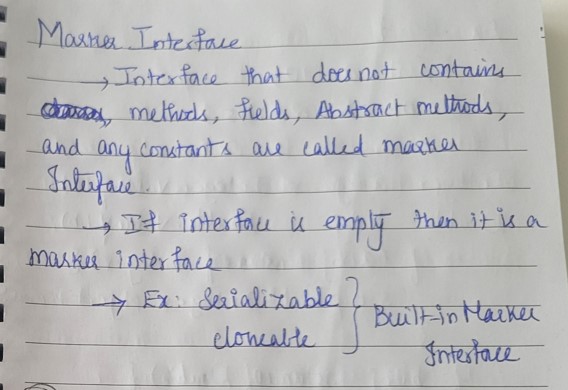 Marker Interface
→ Interface that does not contains
methods, fields, Abstract methods,
and any constants are called marker
Interface.
→ If interface is empty then it is a
marker interface
→ Ex: Serializable
cloneable } Built-in Marker
Interface